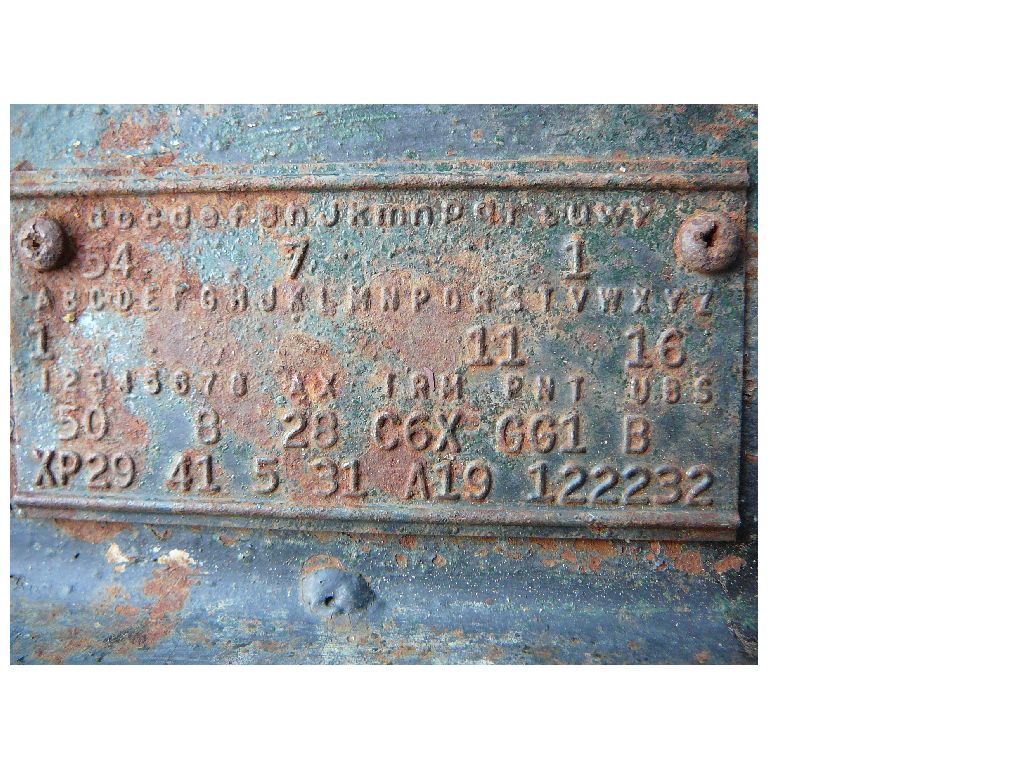 abcdefghJkmnpqrsuwy
54 7 1
ABCDEFGHJKLMNPQRSTVWXYZ
1 11 16
12345678 AX TRM PNT UBS
50 8 28 C6X GG1 B
XP29 41 5 31 A19 122232